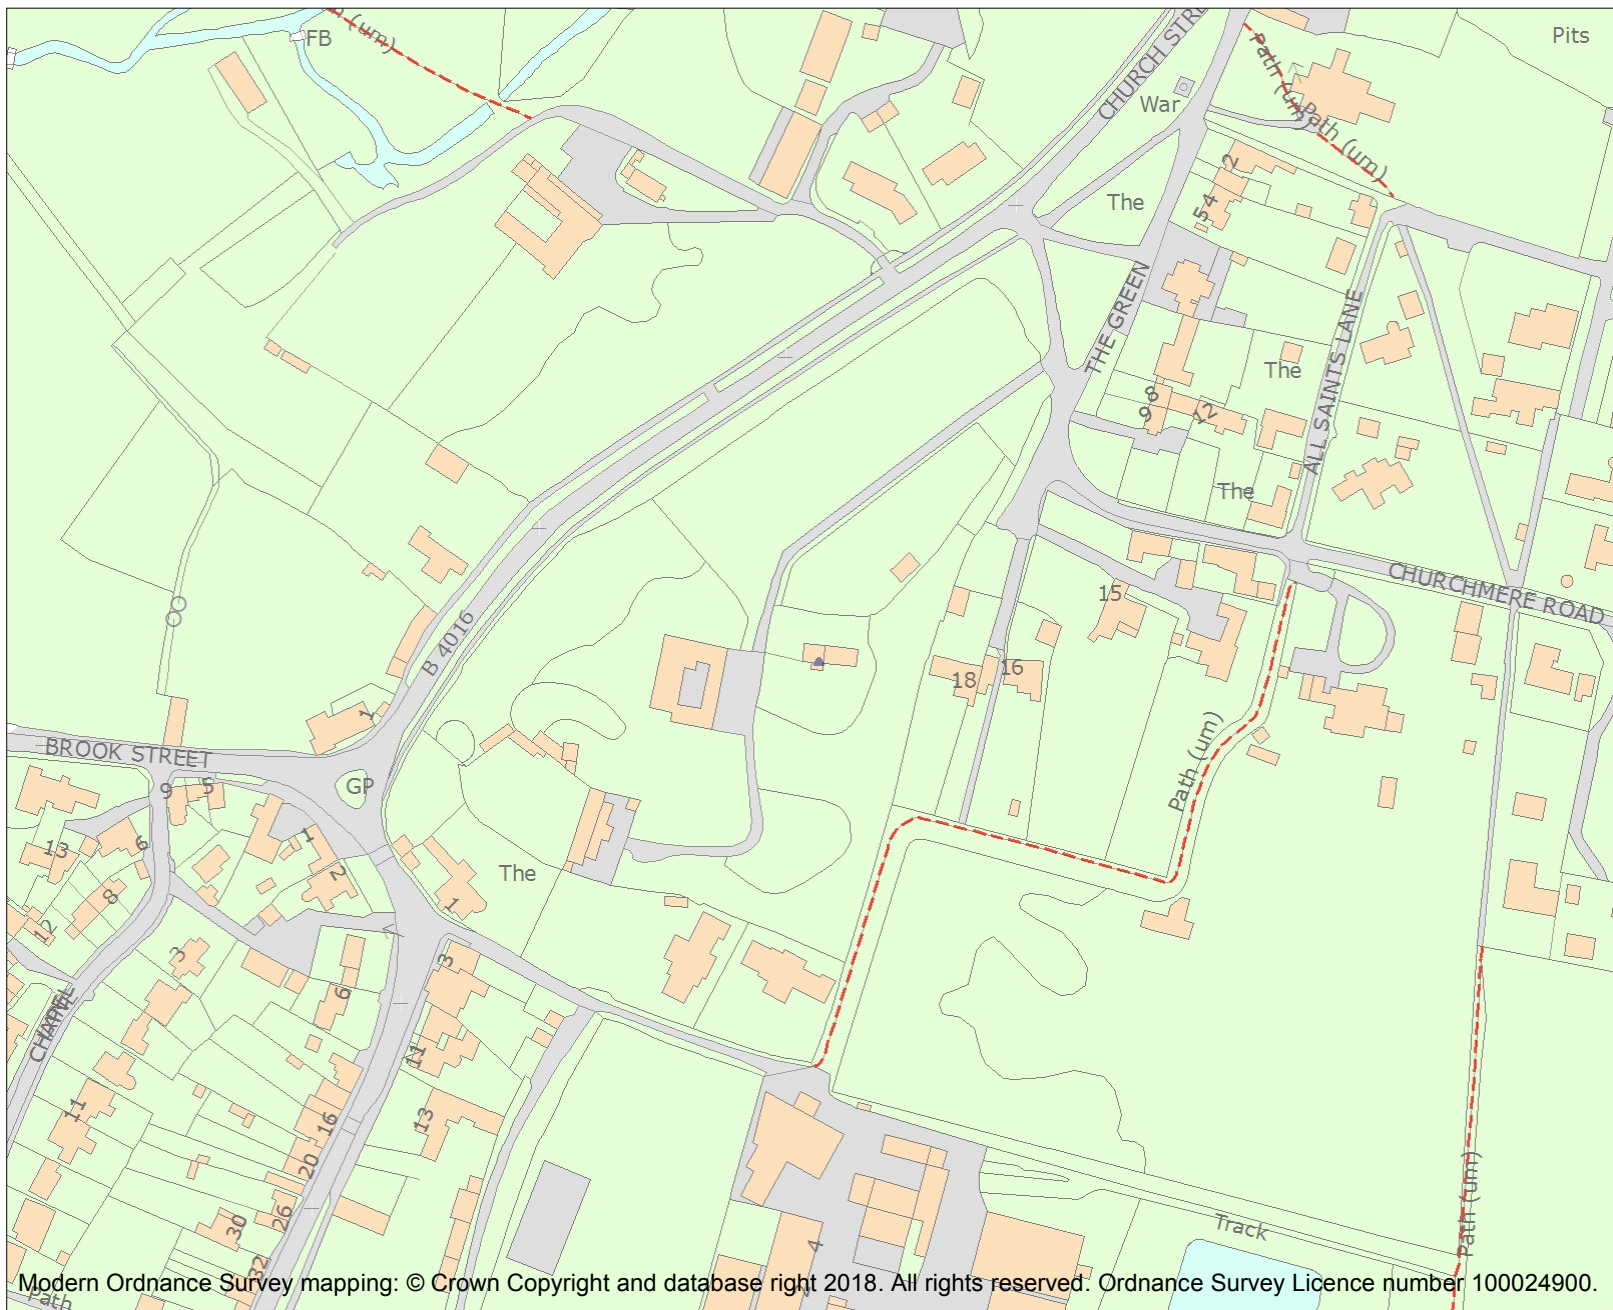 Path (um)
FB
CHURCH STRE
Pits
War
Path (um)
Path (um)
2
The
54
THE GREEN
The
ALL SAINTS LANE
8
9
12
The
CHURCHMERE ROAD
15
B 4016
16
18
1
BROOK STREET
GP
9
5
Path (um)
1
13
6
2
The
8
1
12
3
3
6
CHAPEL
11
11
13
16
20
Path (um)
26
30
Track
4
32
Modern Ordnance Survey mapping: © Crown Copyright and database right 2018. All rights reserved. Ordnance Survey Licence number 100024900.
Path